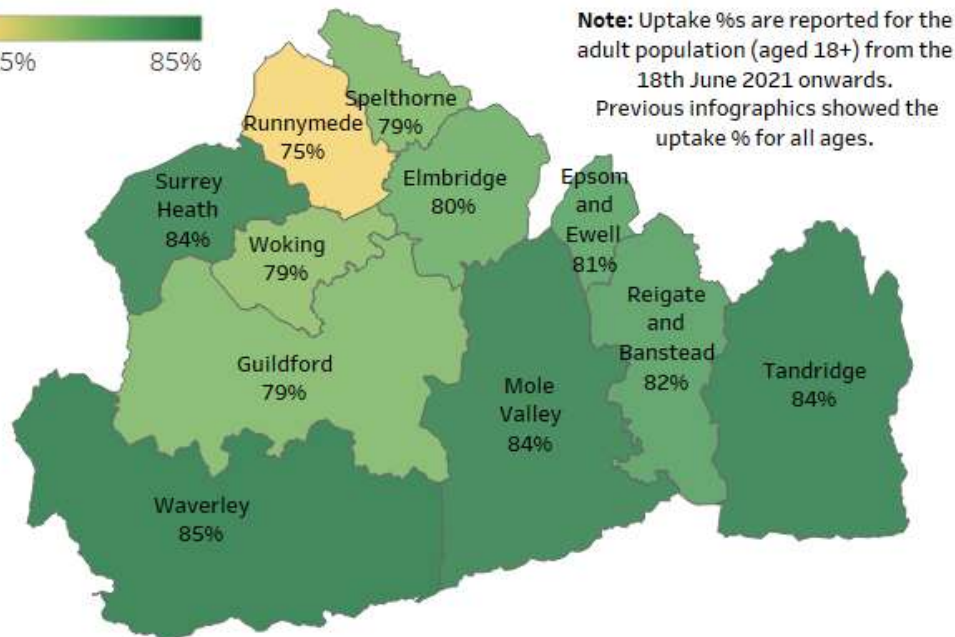 5%
85%
Note: Uptake %s are reported for the
adult population (aged 18+) from the
18th June 2021 onwards.
Previous infographics showed the
uptake % for all ages.
Spelthorne
79%
Runnymede
75%
Elmbridge
80%
Epsom
and
Ewell
81%
Surrey
Heath
84%
Woking
79%
Reigate
and
Banstead
82%
Guildford
79%
Mole
Valley
84%
Tandridge
84%
Waverley
85%